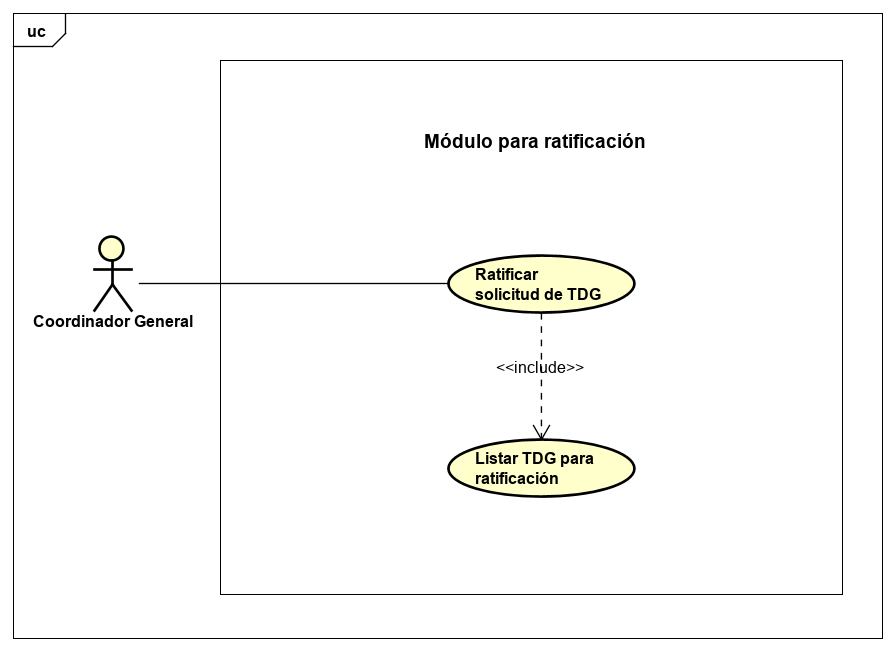 uc
Módulo para ratificación
Coordinador General
Ratificar
solicitud de TDG
<<include>>
Listar TDG para
ratificación